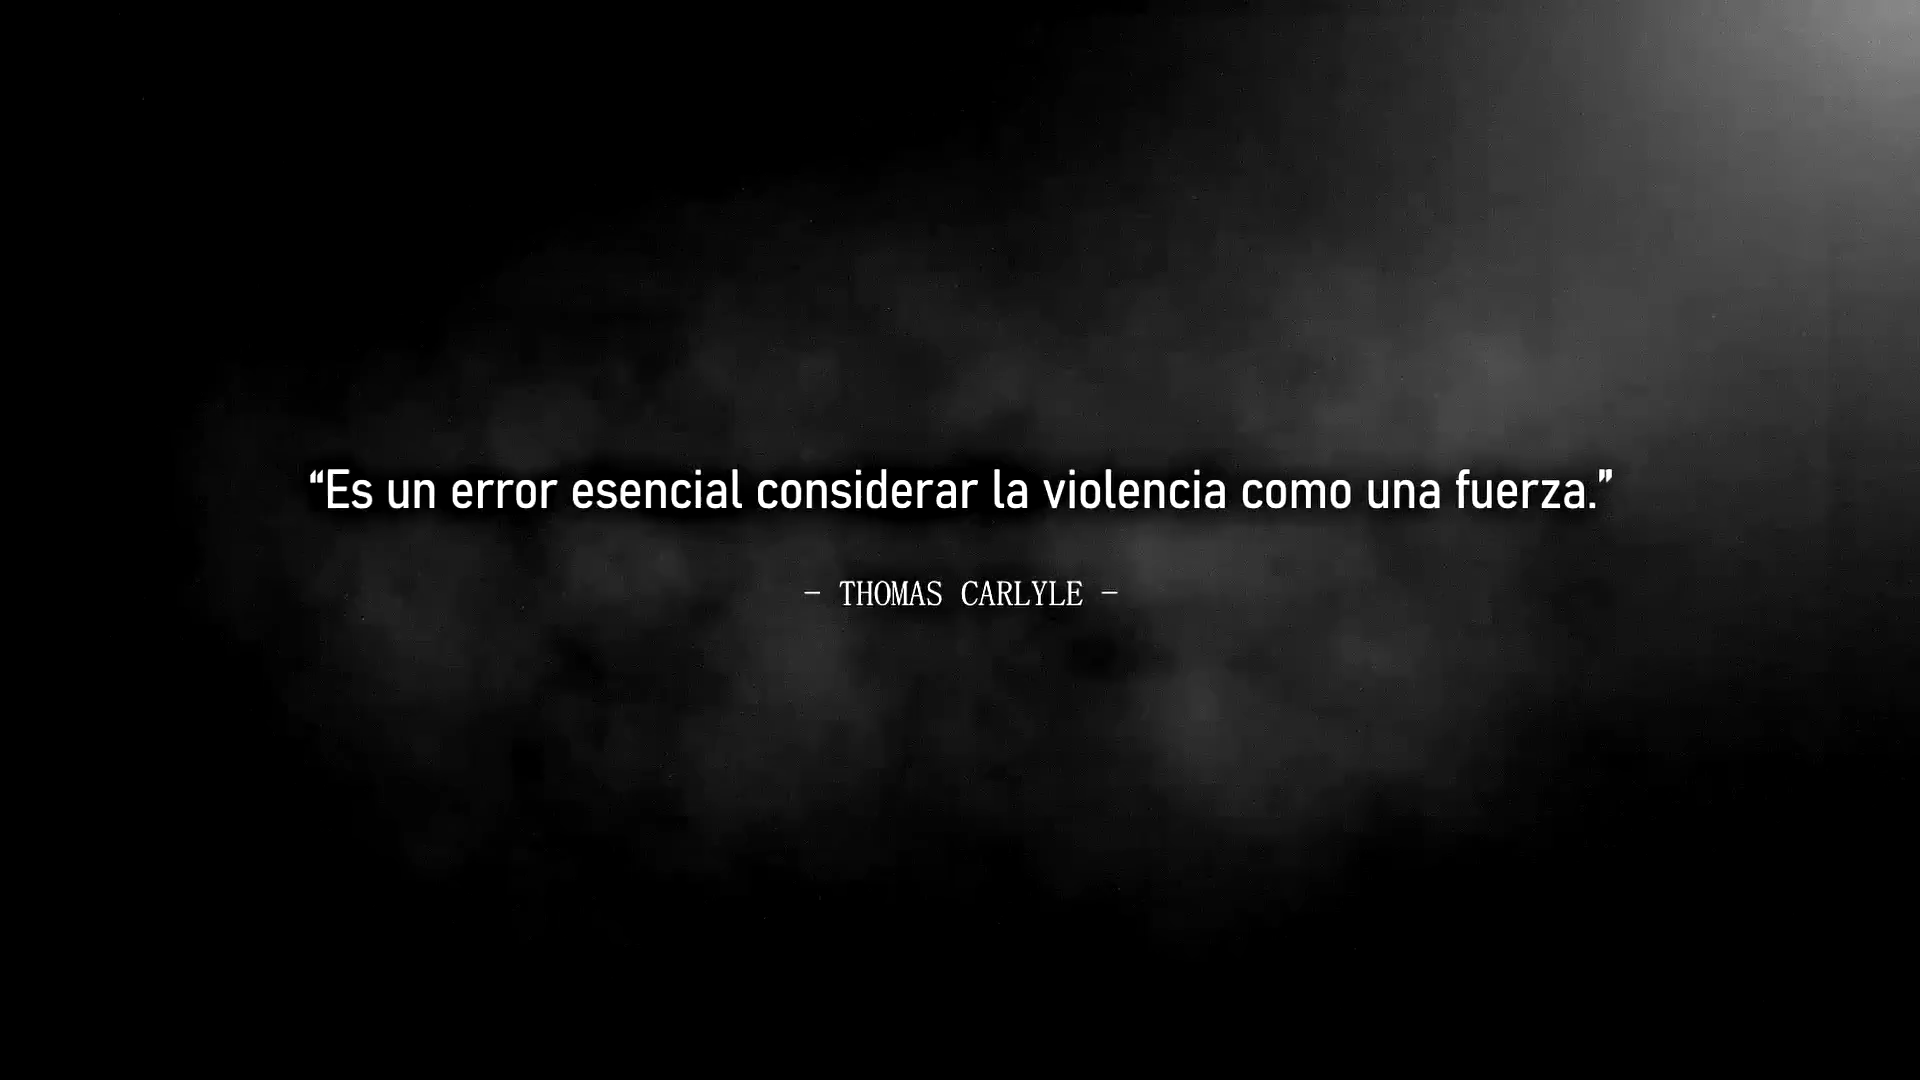 “Es un error esencial considerar la violencia como una fuerza.”
- THOMAS CARLYLE -